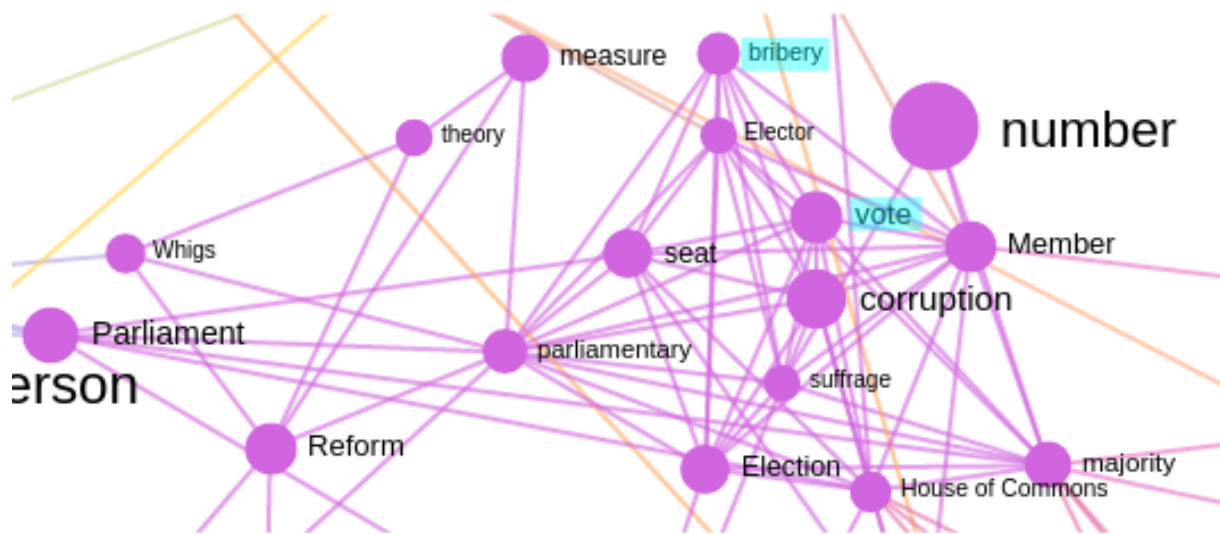 measure
bribery
theory
Elector
number
vote
Whigs
seat
Member
corruption
Parliament
parliamentary
erson
suffrage
Reform
Election
majority
House of Commons